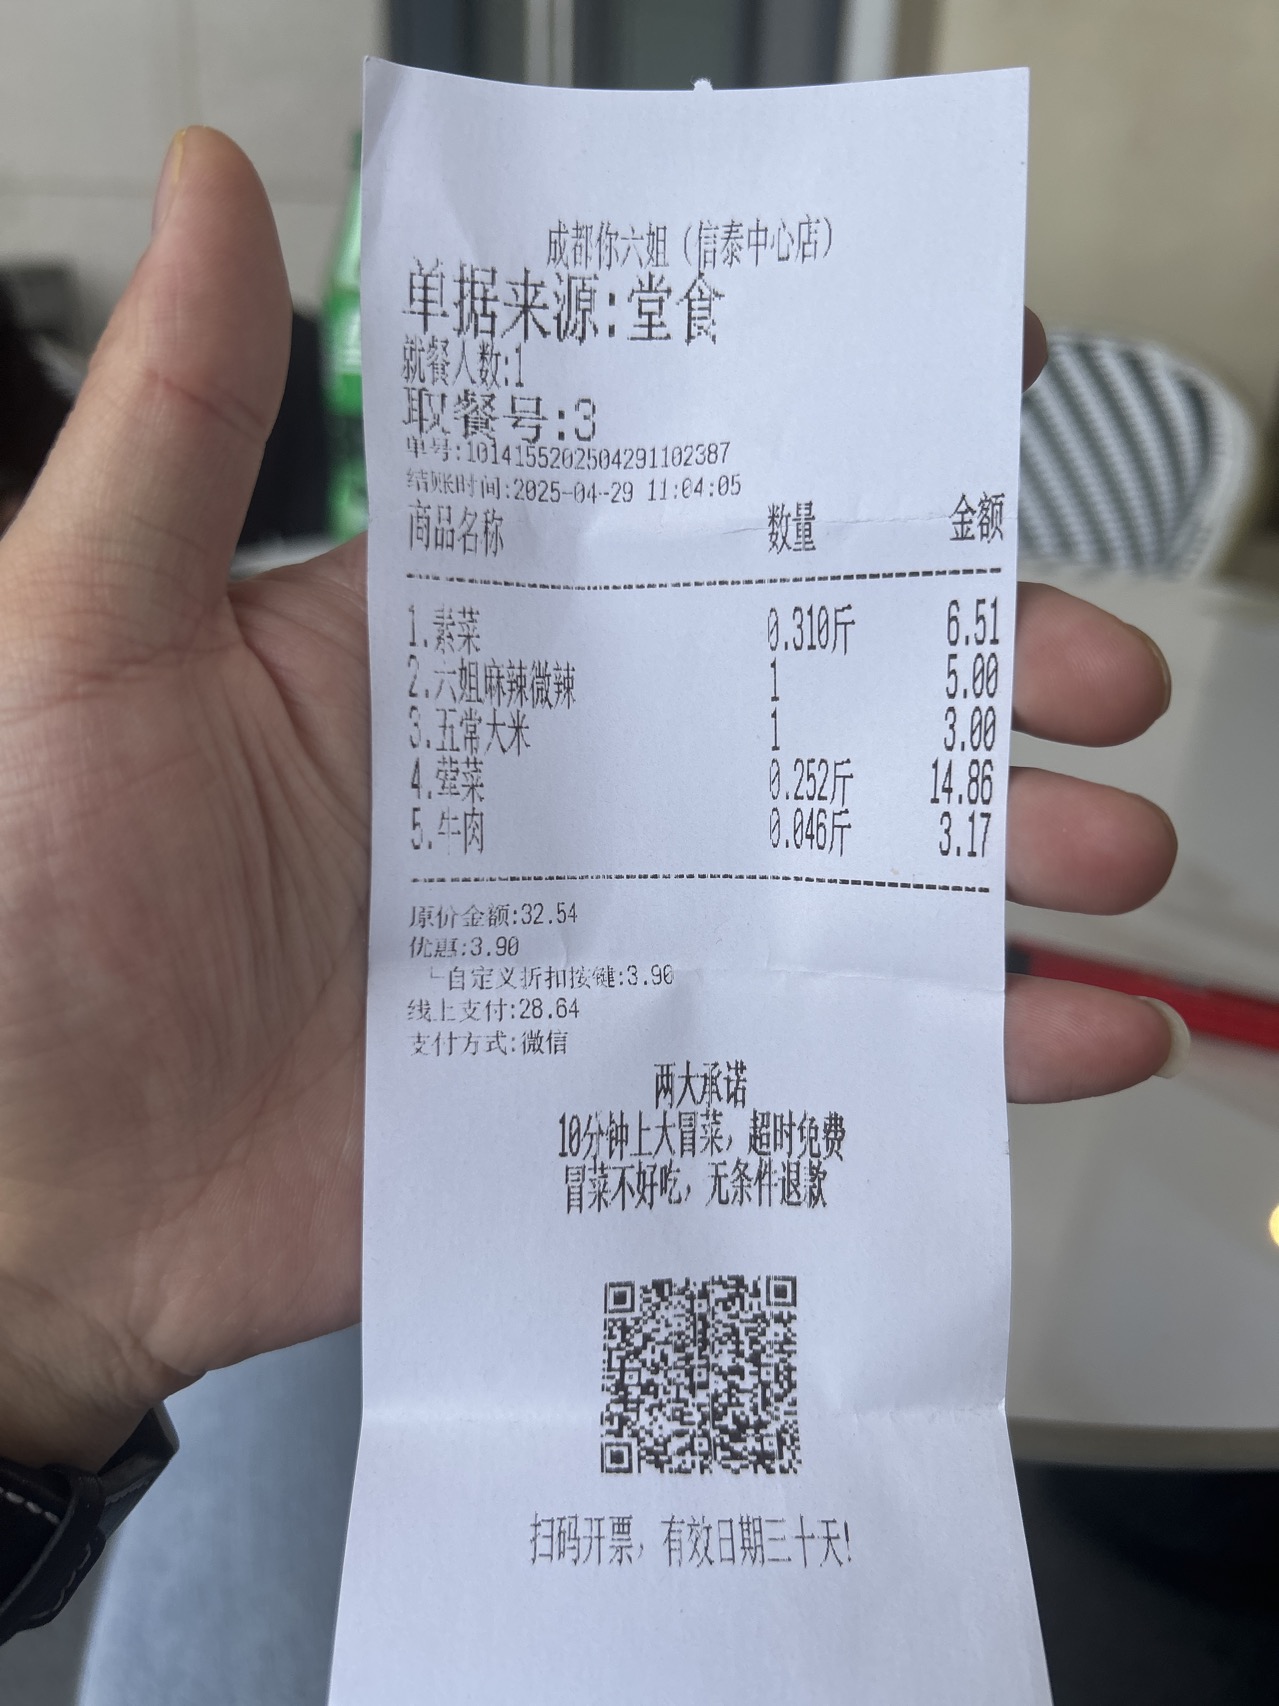 成都你六姐(信泰中心店)
单据来源:堂食
就餐人数:1
取餐号:3
单号:1014155202504291102387
结账时间:2025-04-29 11:04:05
商品名称 数量 金额
1.素菜 0.310斤 6.51
2.六姐麻辣微辣 1 5.00
3.五常大米 1 3.00
4.荤菜 0.252斤 14.86
5.牛肉 0.046斤 3.17
原价金额:32.54
优惠:3.90
└自定义折扣按键:3.90
线上支付:28.64
支付方式:微信
两大承诺
10分钟上大冒菜，超时免费
冒菜不好吃，无条件退款
扫码开票，有效日期三十天!